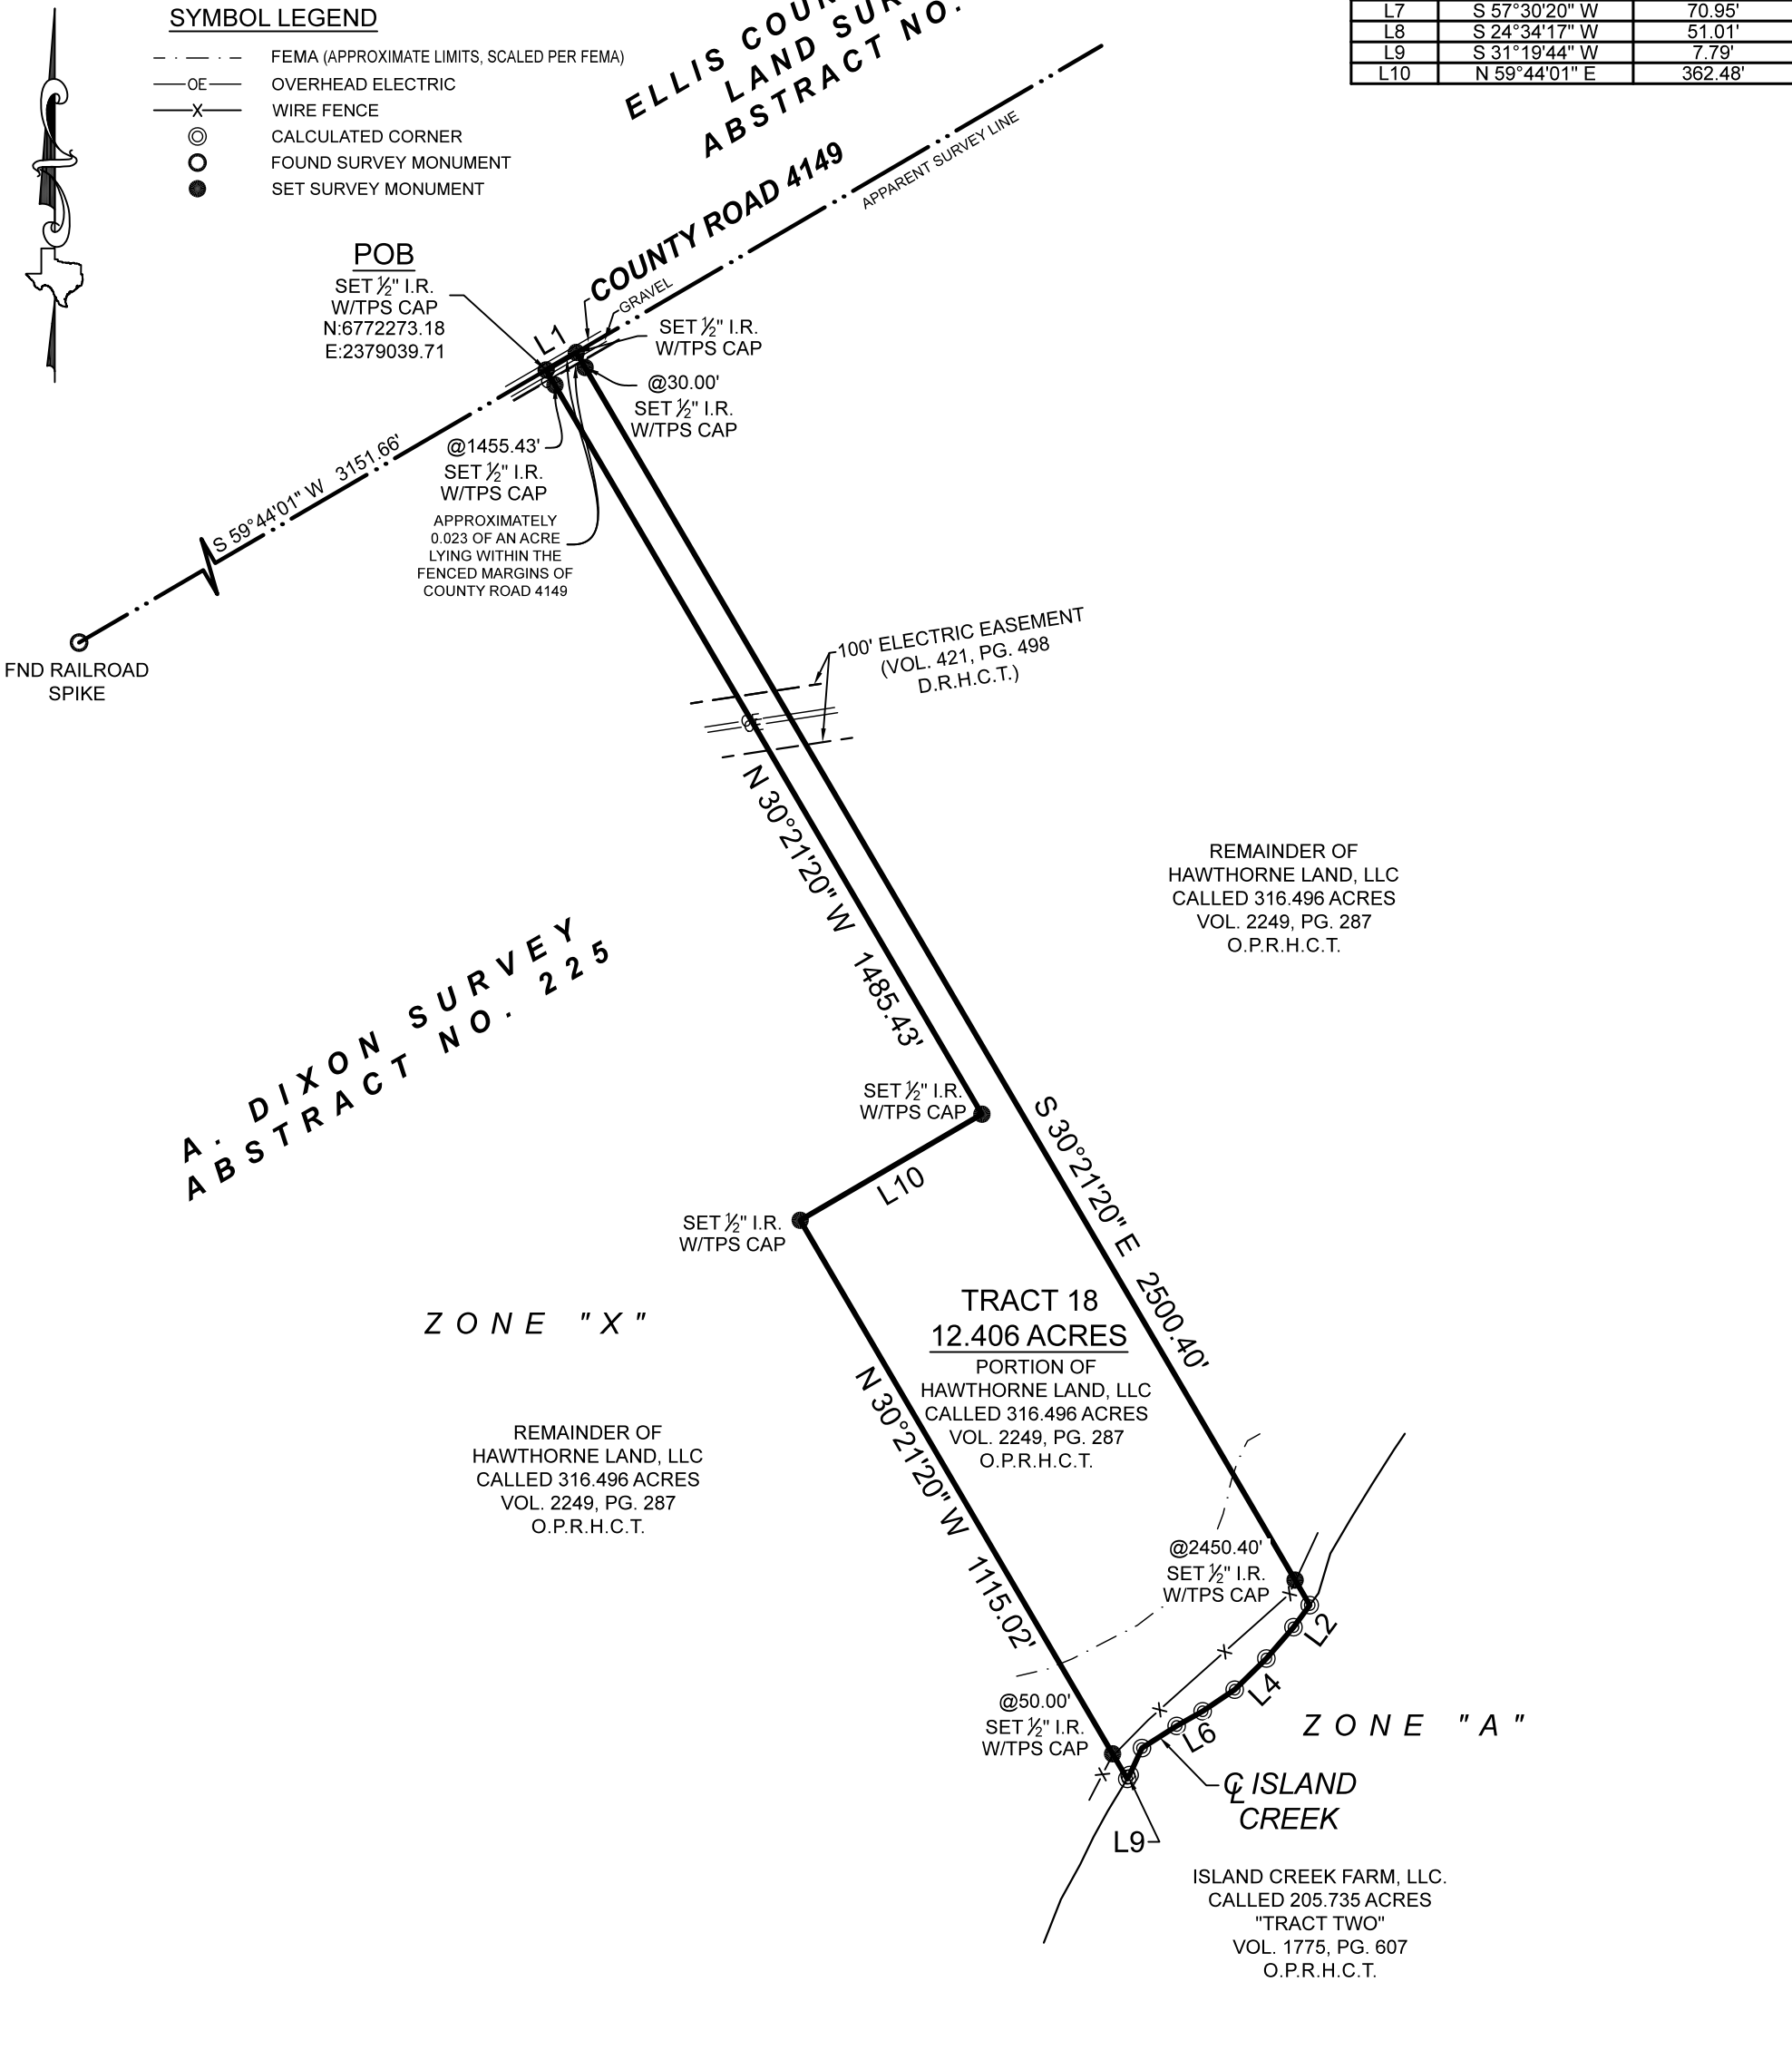 SYMBOL LEGEND
FEMA (APPROXIMATE LIMITS, SCALED PER FEMA)
OE OVERHEAD ELECTRIC
X WIRE FENCE
CALCULATED CORNER
FOUND SURVEY MONUMENT
SET SURVEY MONUMENT
L7 S 57°30'20" W 70.95'
L8 S 24°34'17" W 51.01'
L9 S 31°19'44" W 7.79'
L10 N 59°44'01" E 362.48'
ELLIS
LAND
ABSTRACT NO.
COUNTY ROAD 4149
APPARENT SURVEY LINE
GRAVEL
POB
SET ½" I.R.
W/TPS CAP
N:6772273.18
E:2379039.71
L1
SET ½" I.R.
W/TPS CAP
@30.00'
SET ½" I.R.
W/TPS CAP
@1455.43'
SET ½" I.R.
W/TPS CAP
APPROXIMATELY
0.023 OF AN ACRE
LYING WITHIN THE
FENCED MARGINS OF
COUNTY ROAD 4149
S 59°44'01" W 3151.66'
FND RAILROAD
SPIKE
100' ELECTRIC EASEMENT
(VOL. 421, PG. 498
D.R.H.C.T.)
OE
OE
N 30°21'20" W 1485.43'
REMAINDER OF
HAWTHORNE LAND, LLC
CALLED 316.496 ACRES
VOL. 2249, PG. 287
O.P.R.H.C.T.
A. DIXON SURVEY
ABSTRACT NO. 225
SET ½" I.R.
W/TPS CAP
S 30°21'20" E 2500.40'
L10
SET ½" I.R.
W/TPS CAP
ZONE "X"
TRACT 18
12.406 ACRES
PORTION OF
HAWTHORNE LAND, LLC
CALLED 316.496 ACRES
VOL. 2249, PG. 287
O.P.R.H.C.T.
N 30°21'20" W 1115.02'
REMAINDER OF
HAWTHORNE LAND, LLC
CALLED 316.496 ACRES
VOL. 2249, PG. 287
O.P.R.H.C.T.
@2450.40'
SET ½" I.R.
W/TPS CAP
X
L2
X
L4
@50.00'
SET ½" I.R.
W/TPS CAP
X
L6
X
ZONE "A"
℄ ISLAND
CREEK
L9
ISLAND CREEK FARM, LLC.
CALLED 205.735 ACRES
"TRACT TWO"
VOL. 1775, PG. 607
O.P.R.H.C.T.